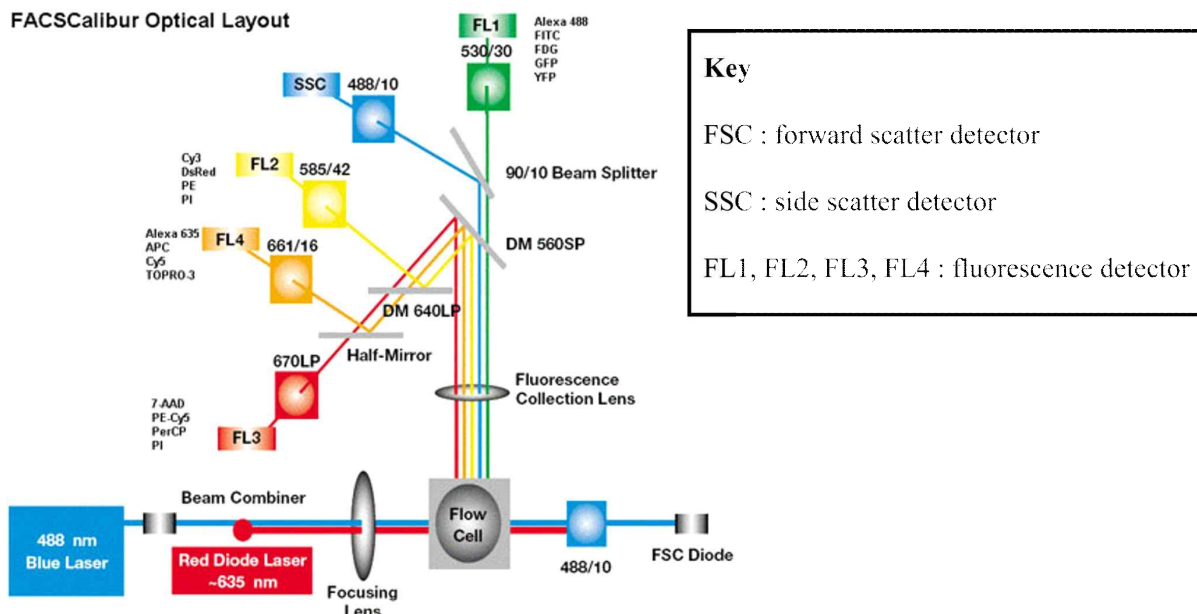 FACSCalibur Optical Layout
FL1
Alexa 488
FITC
FDG
GFP
YFP
530/30
SSC
488/10
90/10 Beam Splitter
Cy3
DsRed
PE
PI
FL2
585/42
DM 560SP
Alexa 635
APC
Cy5
TOPRO-3
FL4
661/16
DM 640LP
Half-Mirror
670LP
7-AAD
PE-Cy5
PerCP
PI
FL3
Fluorescence
Collection Lens
Beam Combiner
488 nm
Blue Laser
Red Diode Laser
~635 nm
Focusing
Lens
Flow
Cell
488/10
FSC Diode
Key
FSC : forward scatter detector
SSC : side scatter detector
FL1, FL2, FL3, FL4 : fluorescence detector